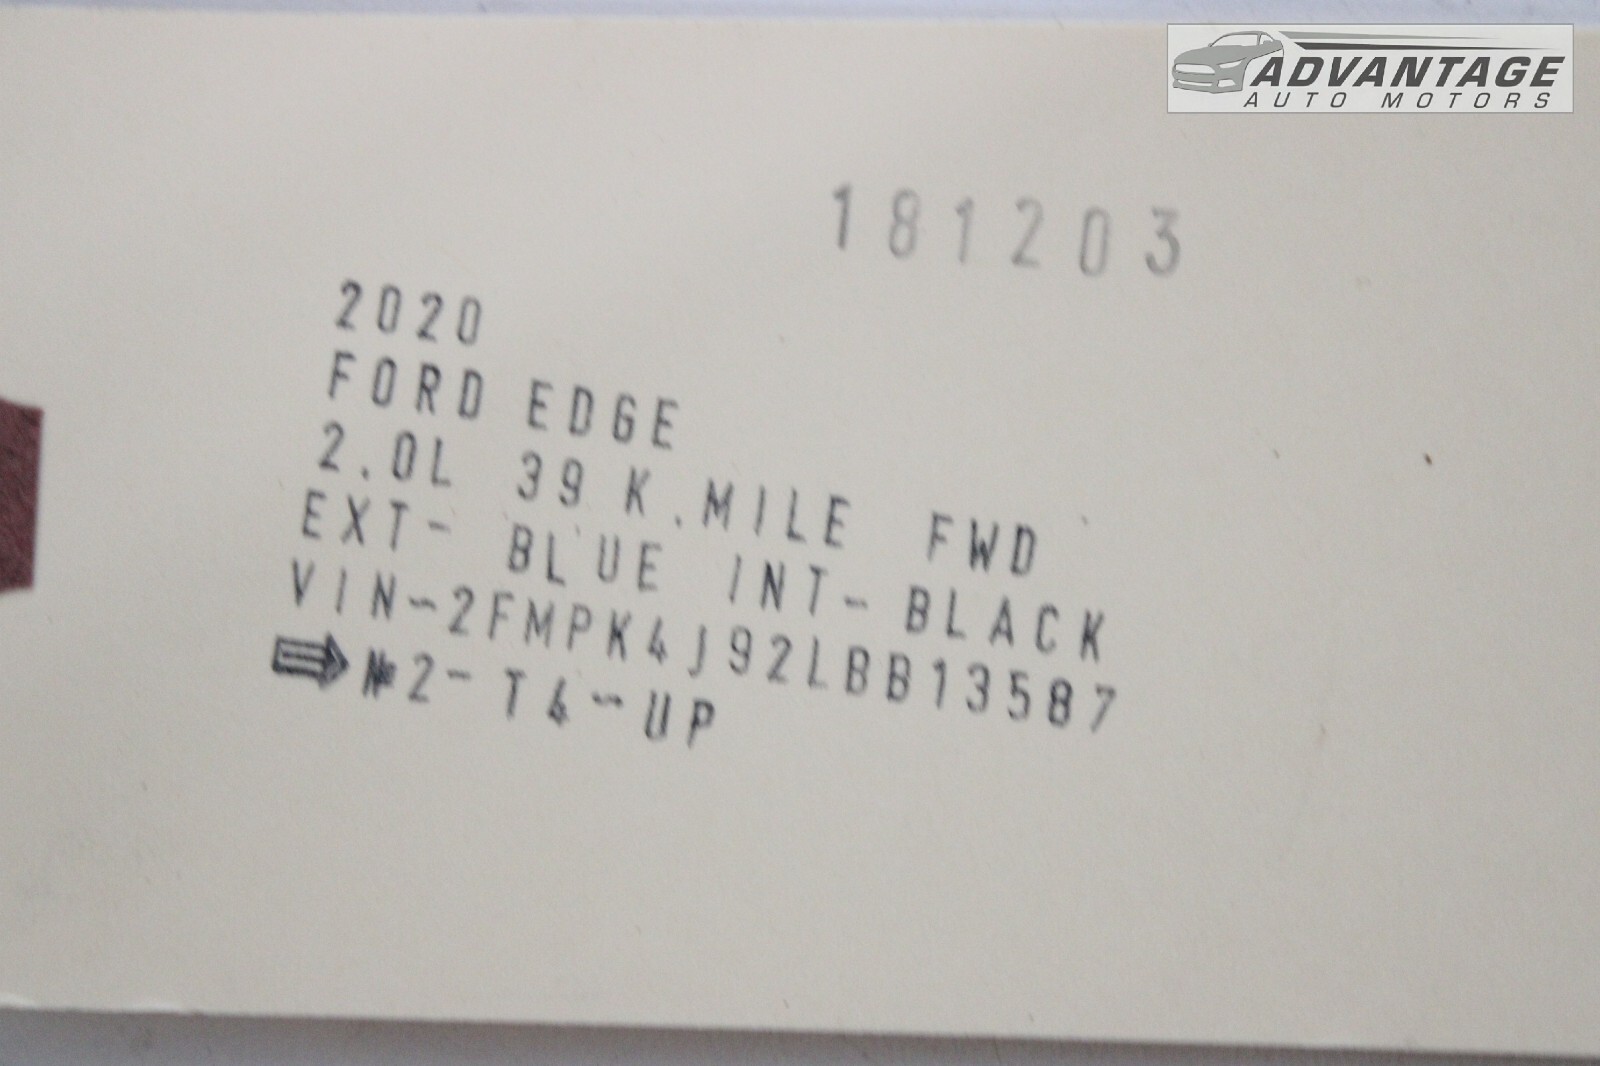 ADVANTAGE
AUTO MOTORS
181203
2020
FORD EDGE
2.0L 39 K.MILE FWD
EXT- BLUE INT- BLACK
VIN-2FMPK4J92LBB13587
№2-T4-UP